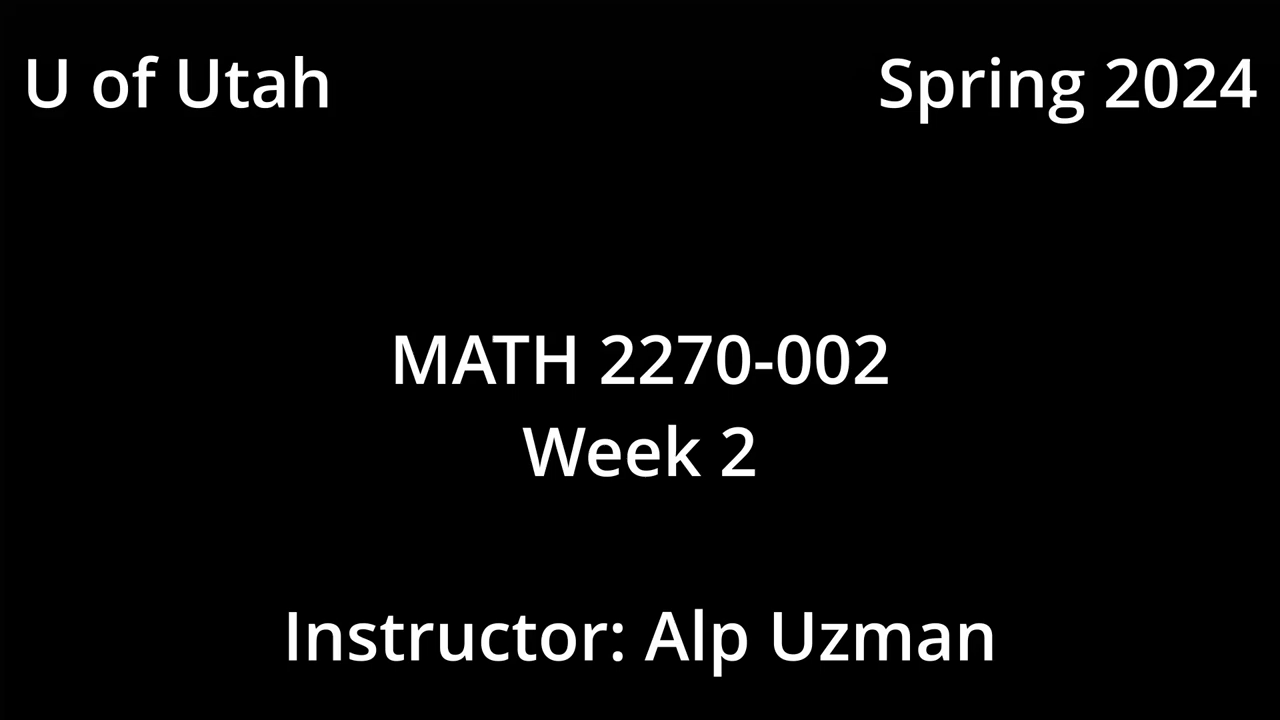 U of Utah Spring 2024
MATH 2270-002
Week 2
Instructor: Alp Uzman